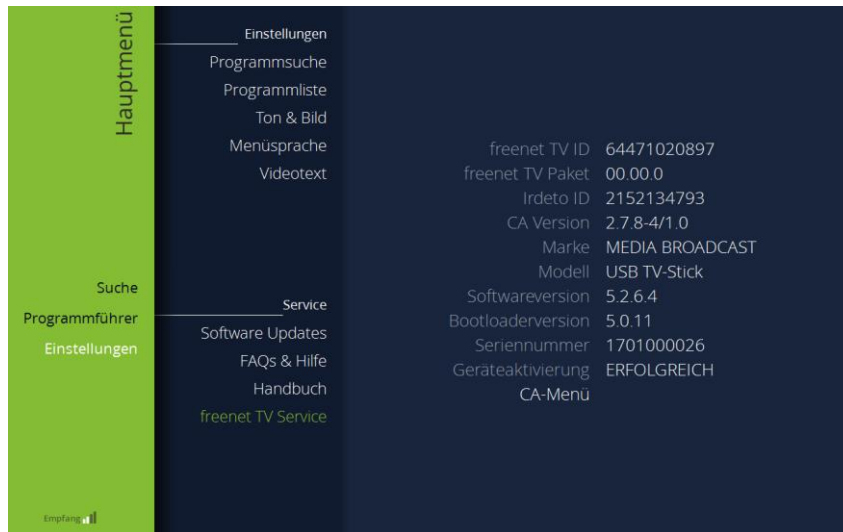 Hauptmenü
Suche
Programmführer
Einstellungen
Empfang
Einstellungen
Programmsuche
Programmliste
Ton & Bild
Menüsprache
Videotext
Service
Software Updates
FAQs & Hilfe
Handbuch
freenet TV Service
freenet TV ID 64471020897
freenet TV Paket 00.00.0
Irdeto ID 2152134793
CA Version 2.7.8-4/1.0
Marke MEDIA BROADCAST
Modell USB TV-Stick
Softwareversion 5.2.6.4
Bootloaderversion 5.0.11
Seriennummer 1701000026
Geräteaktivierung ERFOLGREICH
CA-Menü